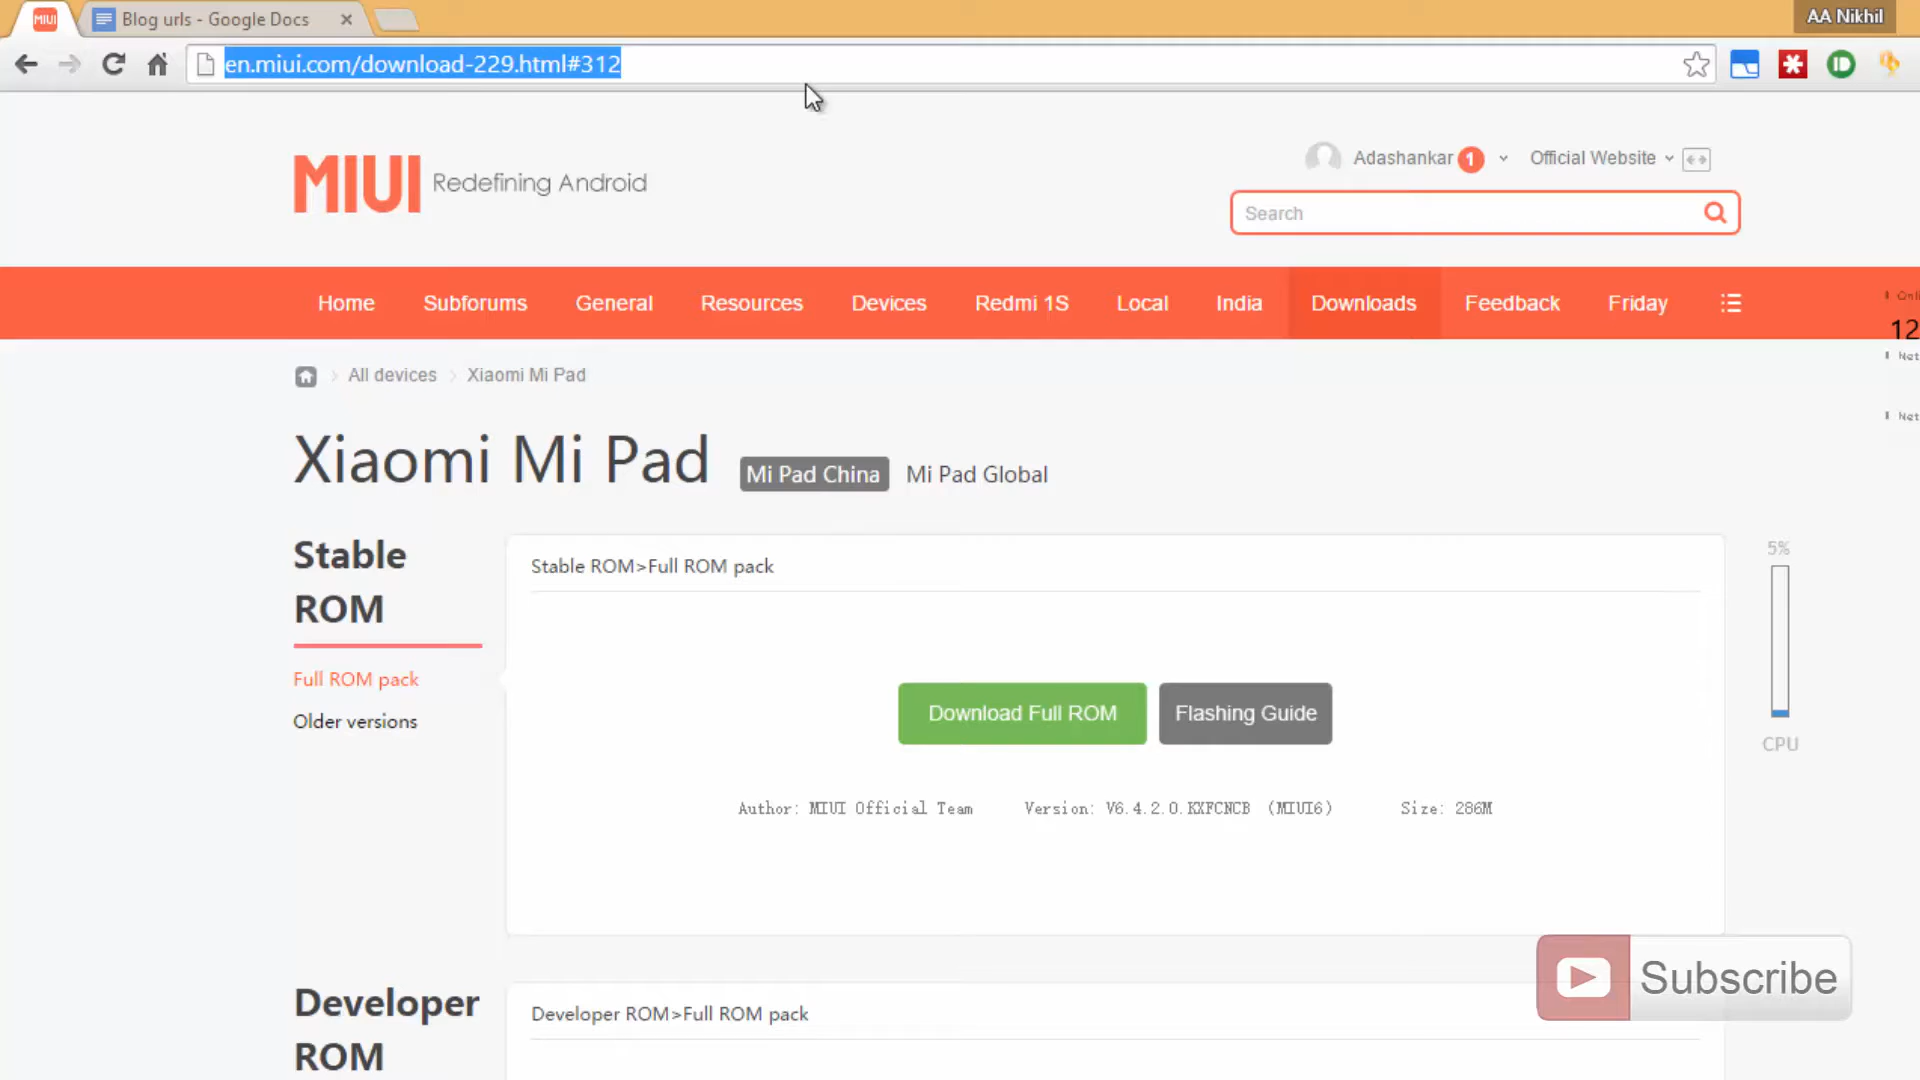 MIUI
Blog urls - Google Docs
AA Nikhil
en.miui.com/download-229.html#312
MIUI Redefining Android
Adashankar 1
Official Website
Search
Home Subforums General Resources Devices Redmi 1S Local India Downloads Feedback Friday
Onli
12
Net
Net
All devices > Xiaomi Mi Pad
Xiaomi Mi Pad Mi Pad China Mi Pad Global
Stable
ROM
Full ROM pack
Older versions
Stable ROM>Full ROM pack
Download Full ROM
Flashing Guide
Author: MIUI Official Team Version: V6.4.2.0.KXFCNCB (MIUI6) Size: 286M
5%
CPU
Subscribe
Developer
ROM
Developer ROM>Full ROM pack